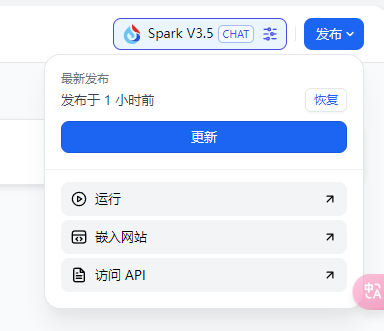 Spark V3.5 CHAT
发布
最新发布
发布于 1 小时前
恢复
更新
运行
嵌入网站
访问 API
中
A